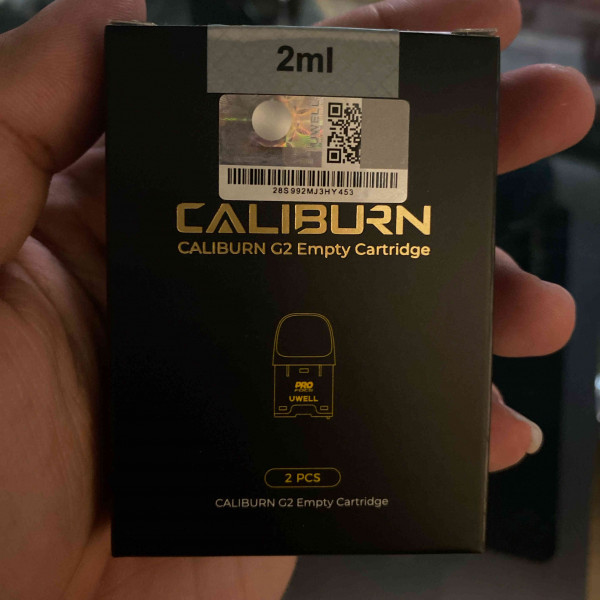 2ml
UWELL
28S992MJ3HY453
CALIBURN
CALIBURN G2 Empty Cartridge
PRO
UWELL
2 PCS
CALIBURN G2 Empty Cartridge